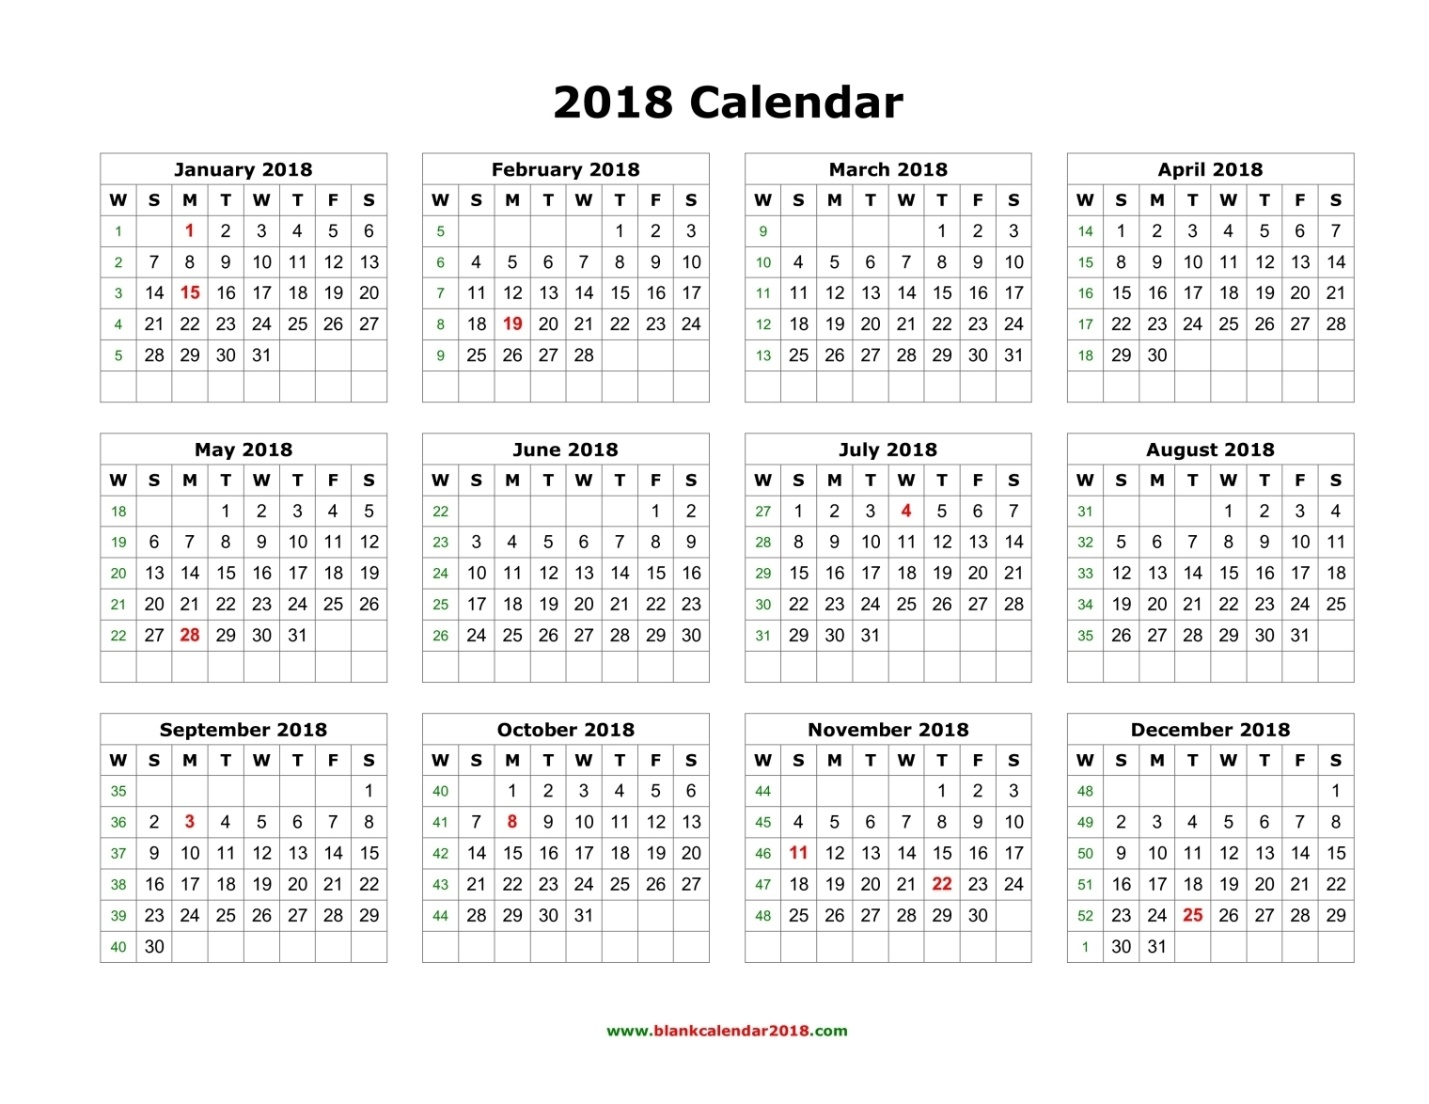 2018 Calendar
January 2018
W S M T W T F S
1 1 2 3 4 5 6
2 7 8 9 10 11 12 13
3 14 15 16 17 18 19 20
4 21 22 23 24 25 26 27
5 28 29 30 31
February 2018
W S M T W T F S
5 1 2 3
6 4 5 6 7 8 9 10
7 11 12 13 14 15 16 17
8 18 19 20 21 22 23 24
9 25 26 27 28
March 2018
W S M T W T F S
9 1 2 3
10 4 5 6 7 8 9 10
11 11 12 13 14 15 16 17
12 18 19 20 21 22 23 24
13 25 26 27 28 29 30 31
April 2018
W S M T W T F S
14 1 2 3 4 5 6 7
15 8 9 10 11 12 13 14
16 15 16 17 18 19 20 21
17 22 23 24 25 26 27 28
18 29 30
May 2018
W S M T W T F S
18 1 2 3 4 5
19 6 7 8 9 10 11 12
20 13 14 15 16 17 18 19
21 20 21 22 23 24 25 26
22 27 28 29 30 31
June 2018
W S M T W T F S
22 1 2
23 3 4 5 6 7 8 9
24 10 11 12 13 14 15 16
25 17 18 19 20 21 22 23
26 24 25 26 27 28 29 30
July 2018
W S M T W T F S
27 1 2 3 4 5 6 7
28 8 9 10 11 12 13 14
29 15 16 17 18 19 20 21
30 22 23 24 25 26 27 28
31 29 30 31
August 2018
W S M T W T F S
31 1 2 3 4
32 5 6 7 8 9 10 11
33 12 13 14 15 16 17 18
34 19 20 21 22 23 24 25
35 26 27 28 29 30 31
September 2018
W S M T W T F S
35 1
36 2 3 4 5 6 7 8
37 9 10 11 12 13 14 15
38 16 17 18 19 20 21 22
39 23 24 25 26 27 28 29
40 30
October 2018
W S M T W T F S
40 1 2 3 4 5 6
41 7 8 9 10 11 12 13
42 14 15 16 17 18 19 20
43 21 22 23 24 25 26 27
44 28 29 30 31
November 2018
W S M T W T F S
44 1 2 3
45 4 5 6 7 8 9 10
46 11 12 13 14 15 16 17
47 18 19 20 21 22 23 24
48 25 26 27 28 29 30
December 2018
W S M T W T F S
48 1
49 2 3 4 5 6 7 8
50 9 10 11 12 13 14 15
51 16 17 18 19 20 21 22
52 23 24 25 26 27 28 29
1 30 31
www.blankcalendar2018.com